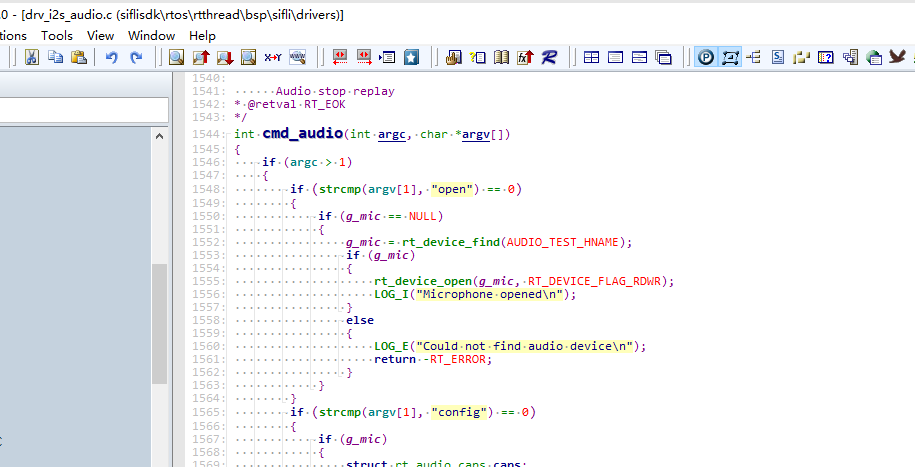 0 - [drv_i2s_audio.c (siflisdk\rtos\rtthread\bsp\sifli\drivers)]
tions Tools View Window Help
1540:
1541: Audio stop replay
1542: * @retval RT_EOK
1543: */
1544: int cmd_audio(int argc, char *argv[])
1545: {
1546: if (argc > 1)
1547: {
1548: if (strcmp(argv[1], "open") == 0)
1549: {
1550: if (g_mic == NULL)
1551: {
1552: g_mic = rt_device_find(AUDIO_TEST_HNAME);
1553: if (g_mic)
1554: {
1555: rt_device_open(g_mic, RT_DEVICE_FLAG_RDWR);
1556: LOG_I("Microphone opened\n");
1557: }
1558: else
1559: {
1560: LOG_E("Could not find audio device\n");
1561: return -RT_ERROR;
1562: }
1563: }
1564: }
1565: if (strcmp(argv[1], "config") == 0)
1566: {
1567: if (g_mic)
1568: {
1569: struct rt_audio_caps caps;